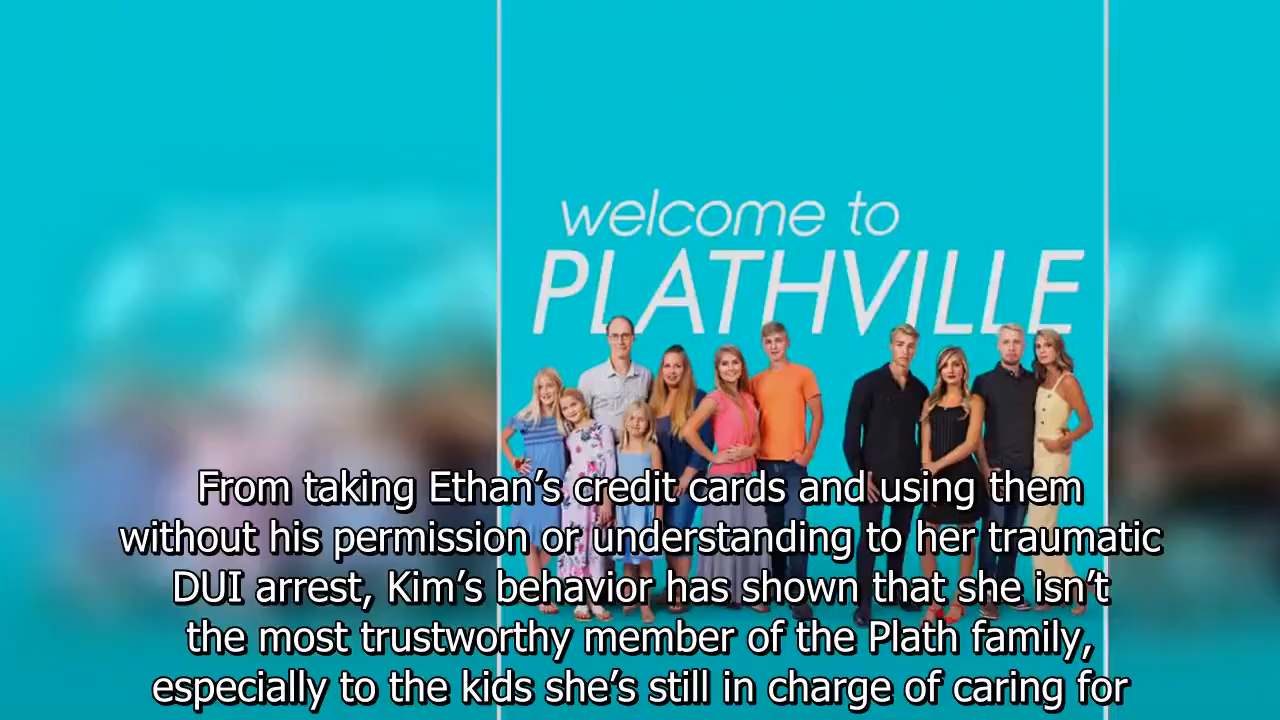 welcome to
PLATHVILLE
From taking Ethan’s credit cards and using them
without his permission or understanding to her traumatic
DUI arrest, Kim’s behavior has shown that she isn’t
the most trustworthy member of the Plath family,
especially to the kids she’s still in charge of caring for